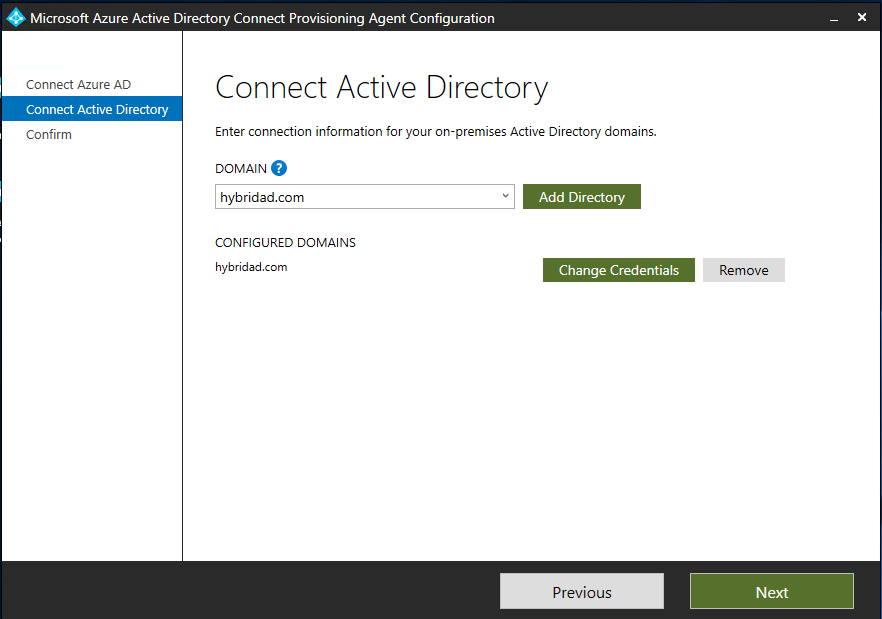 Microsoft Azure Active Directory Connect Provisioning Agent Configuration
Connect Azure AD
Connect Active Directory
Confirm
Connect Active Directory
Enter connection information for your on-premises Active Directory domains.
DOMAIN ?
hybridad.com
Add Directory
CONFIGURED DOMAINS
hybridad.com
Change Credentials
Remove
Previous
Next